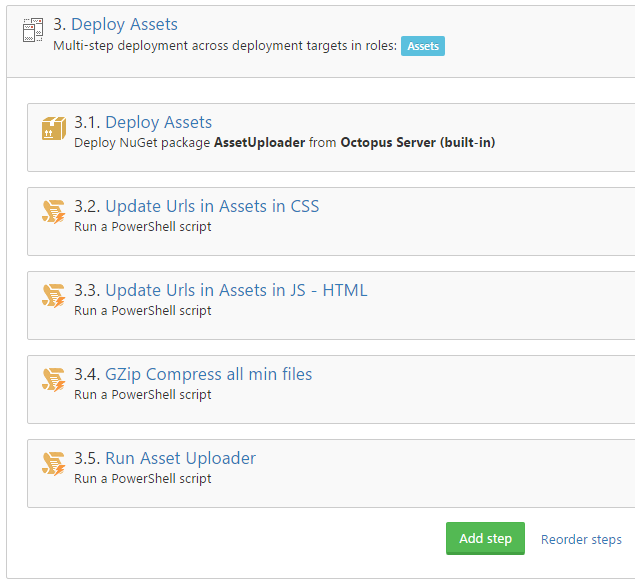 3. Deploy Assets
Multi-step deployment across deployment targets in roles: Assets
3.1. Deploy Assets
Deploy NuGet package AssetUploader from Octopus Server (built-in)
3.2. Update Urls in Assets in CSS
Run a PowerShell script
3.3. Update Urls in Assets in JS - HTML
Run a PowerShell script
3.4. GZip Compress all min files
Run a PowerShell script
3.5. Run Asset Uploader
Run a PowerShell script
Add step Reorder steps